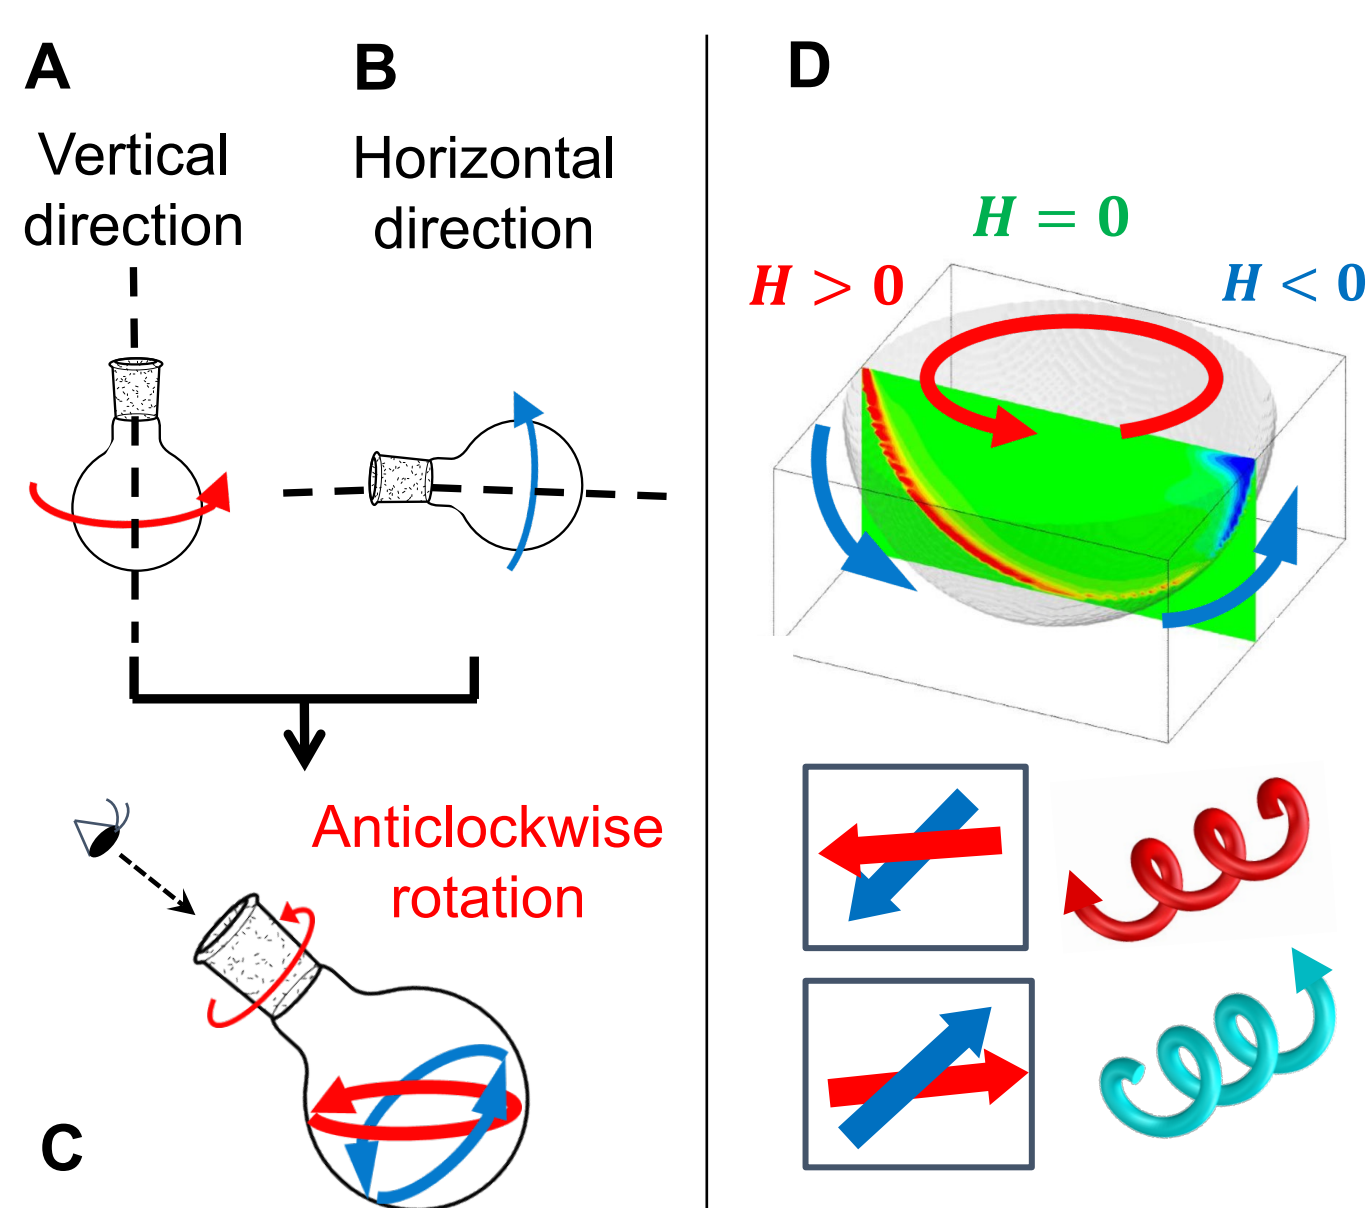 A
Vertical
direction
B
Horizontal
direction
Anticlockwise
rotation
C
D
H = 0
H > 0
H < 0